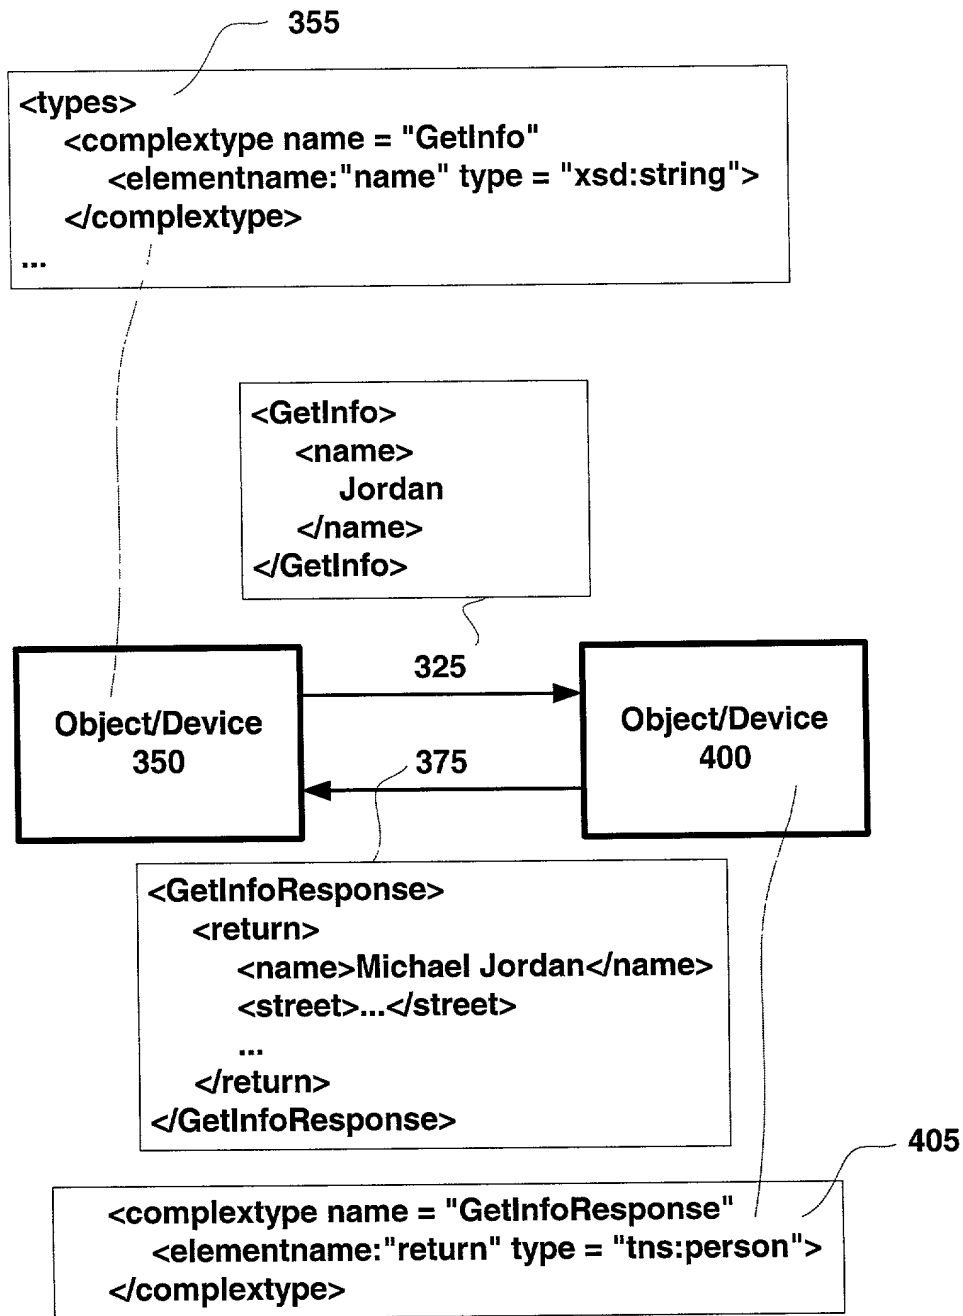 355
<types>
<complextype name = "GetInfo"
<elementname:"name" type = "xsd:string">
</complextype>
...
<GetInfo>
<name>
Jordan
</name>
</GetInfo>
325
Object/Device
350
Object/Device
400
375
<GetInfoResponse>
<return>
<name>Michael Jordan</name>
<street>...</street>
...
</return>
</GetInfoResponse>
405
<complextype name = "GetInfoResponse"
<elementname:"return" type = "tns:person">
</complextype>